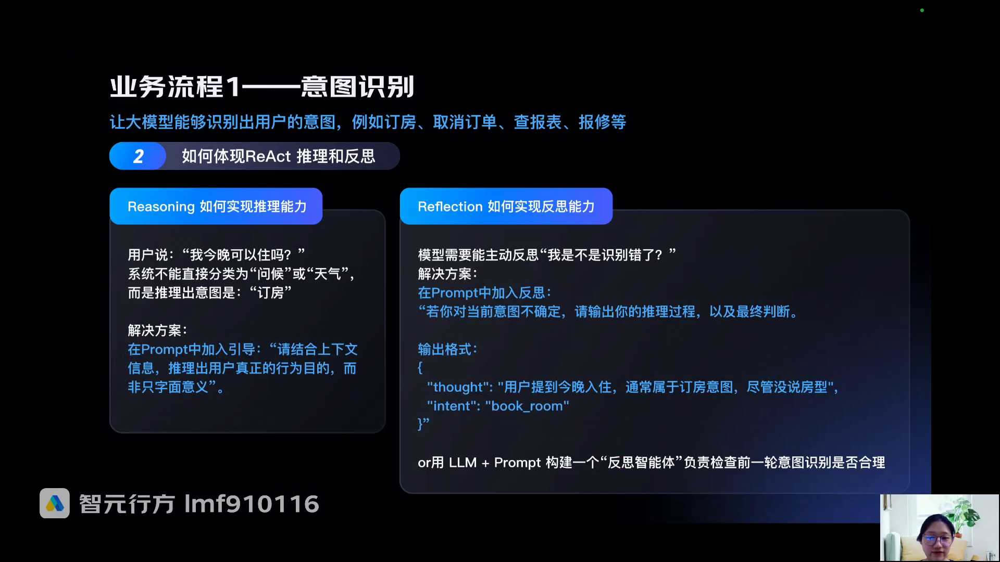 业务流程1——意图识别
让大模型能够识别出用户的意图，例如订房、取消订单、查报表、报修等
2 如何体现ReAct 推理和反思
Reasoning 如何实现推理能力
用户说：“我今晚可以住吗？”
系统不能直接分类为“问候”或“天气”，
而是推理出意图是：“订房”
解决方案：
在Prompt中加入引导：“请结合上下文
信息，推理出用户真正的行为目的，而
非只字面意义”。
Reflection 如何实现反思能力
模型需要能主动反思“我是不是识别错了？”
解决方案：
在Prompt中加入反思：
“若你对当前意图不确定，请输出你的推理过程，以及最终判断。
输出格式：
{
"thought": "用户提到今晚入住，通常属于订房意图，尽管没说房型",
"intent": "book_room"
}”
or用 LLM + Prompt 构建一个“反思智能体”负责检查前一轮意图识别是否合理
智元行方 lmf910116